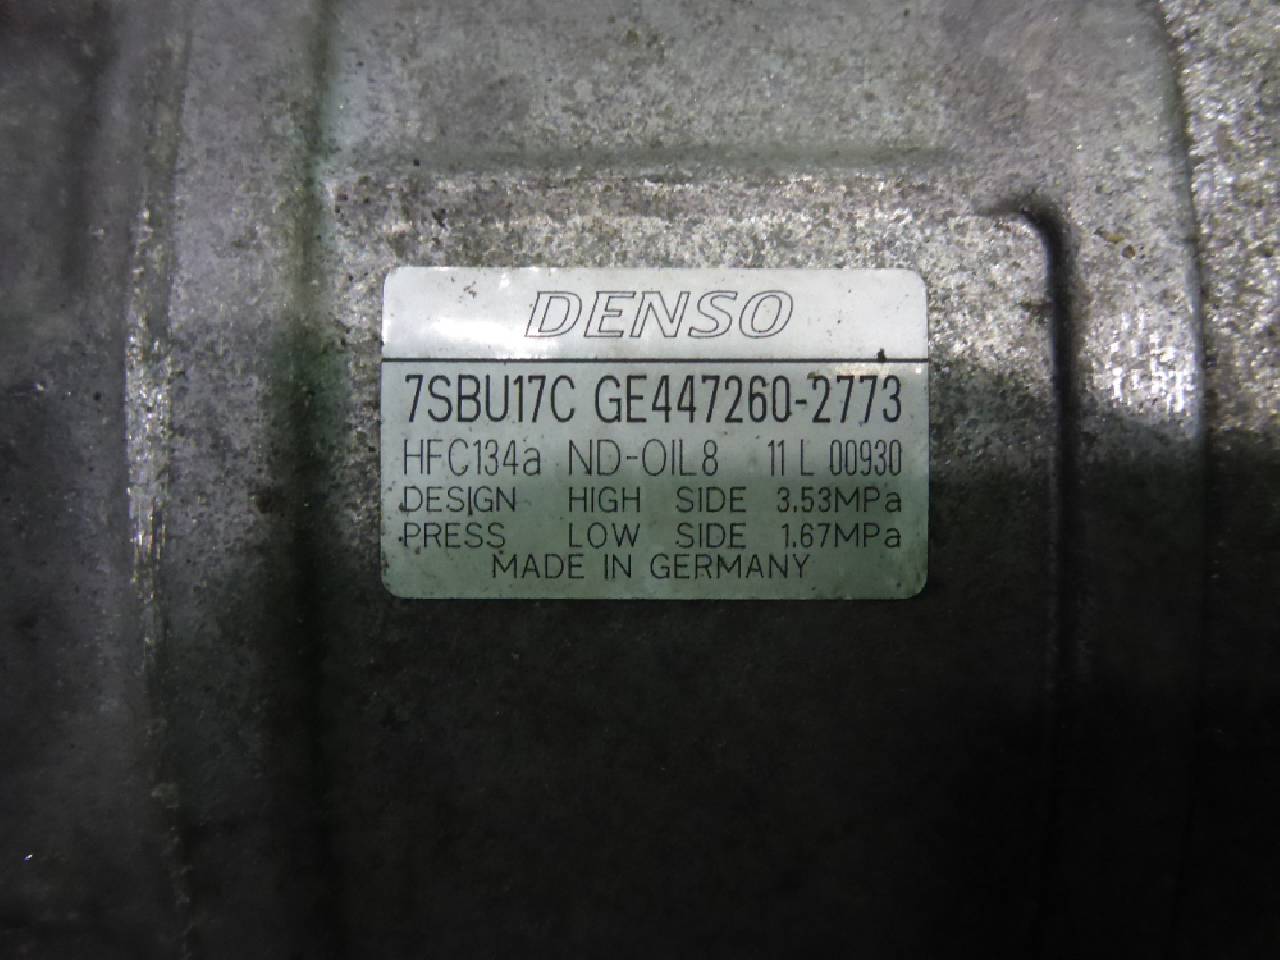 DENSO
7SBU17C GE447260-2773
HFC134a ND-OIL8 11 L 00930
DESIGN HIGH SIDE 3.53MPa
PRESS LOW SIDE 1.67MPa
MADE IN GERMANY